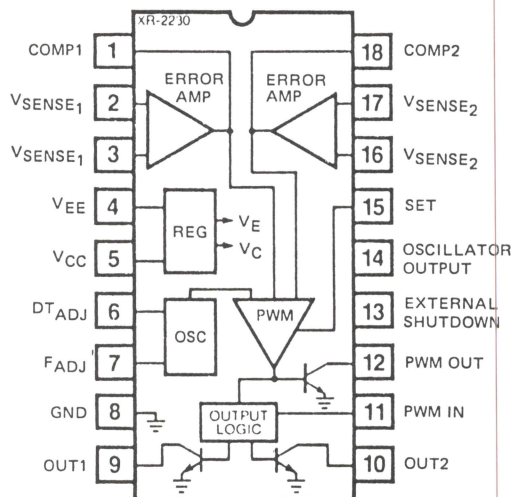 XR-2230
COMP1 1
18 COMP2
ERROR AMP
ERROR AMP
VSENSE1 2
17 VSENSE2
VSENSE1 3
16 VSENSE2
VEE 4
15 SET
REG
VE
VC
VCC 5
14 OSCILLATOR OUTPUT
DTADJ 6
13 EXTERNAL SHUTDOWN
OSC
PWM
FADJ 7
12 PWM OUT
GND 8
11 PWM IN
OUTPUT LOGIC
OUT1 9
10 OUT2